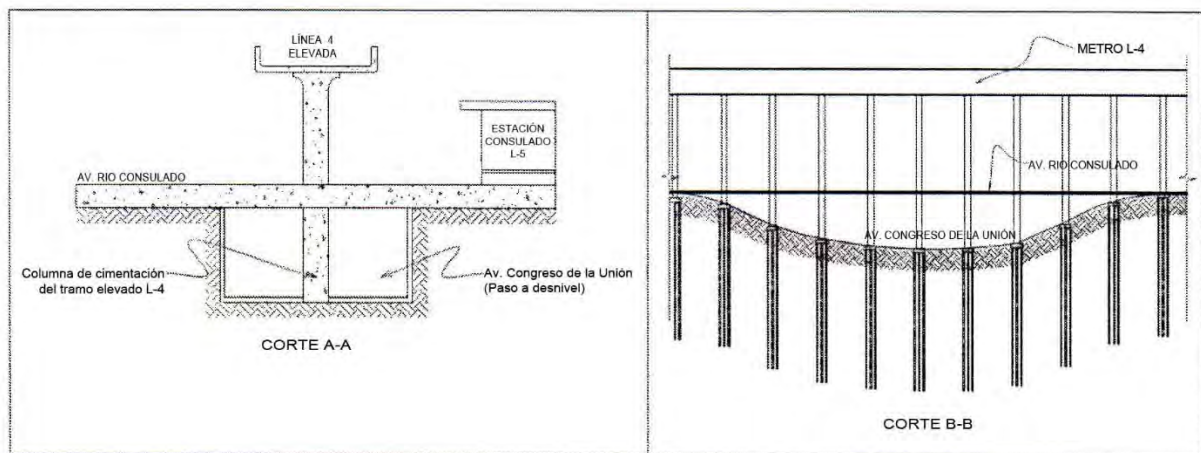 LÍNEA 4
ELEVADA
ESTACIÓN
CONSULADO
L-5
AV. RIO CONSULADO
Columna de cimentación
del tramo elevado L-4
Av. Congreso de la Unión
(Paso a desnivel)
CORTE A-A
METRO L-4
AV. RIO CONSULADO
AV. CONGRESO DE LA UNIÓN
CORTE B-B